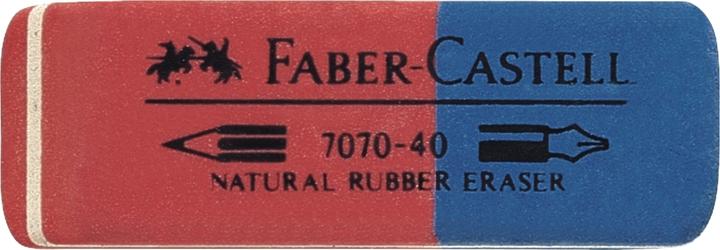 FABER-CASTELL
7070-40
NATURAL RUBBER ERASER